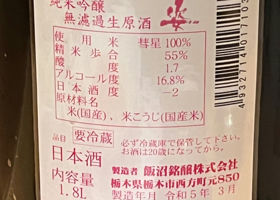 純米吟醸
無濾過生原酒
姿
使用米 彗星100%
精米歩合 55%
酸度 1.7
アルコール度 16.8%
日本酒度 -2
原材料名
米(国産米)、米こうじ(国産米)
品目 要冷蔵
日本酒
必ず冷蔵庫で保管して下さい。
お酒は20歳になってから。
内容量
1.8L
製造者 飯沼銘醸株式会社
栃木県栃木市西方町元850
製造年月 令和5年3月
4932714017103